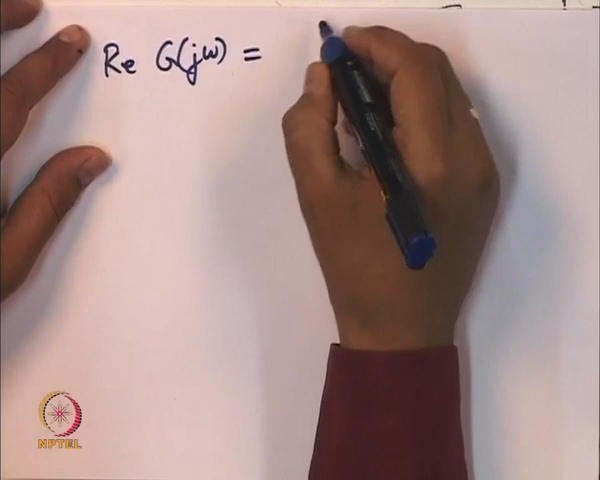 Re G(jω) =
NPTEL